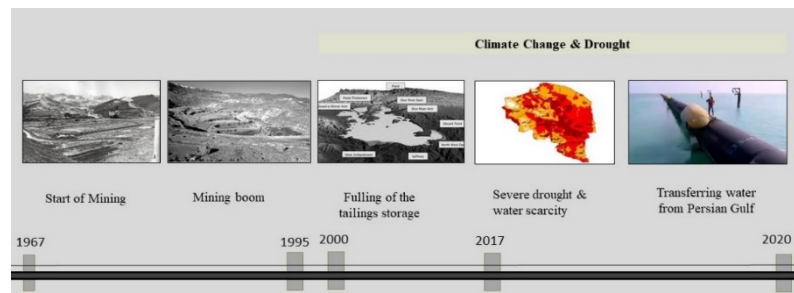 Climate Change & Drought
Start of Mining
Mining boom
Fulling of the
tailings storage
Severe drought &
water scarcity
Transferring water
from Persian Gulf
1967
1995
2000
2017
2020